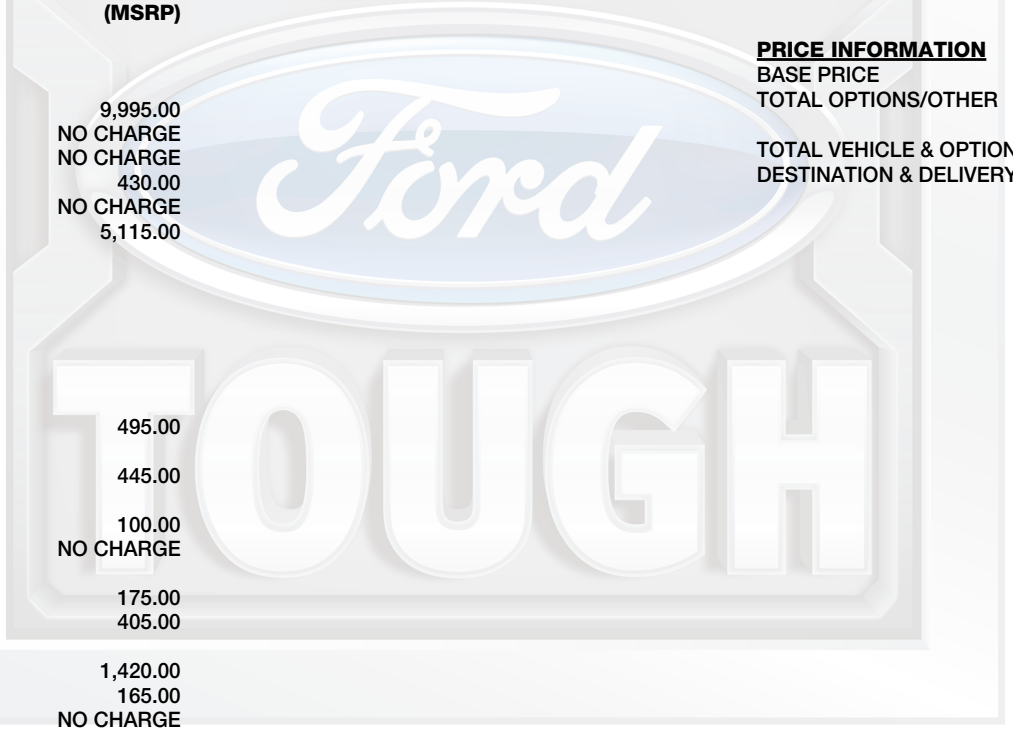 (MSRP)
9,995.00
NO CHARGE
NO CHARGE
430.00
NO CHARGE
5,115.00
495.00
445.00
100.00
NO CHARGE
175.00
405.00
1,420.00
165.00
NO CHARGE
PRICE INFORMATION
BASE PRICE
TOTAL OPTIONS/OTHER
TOTAL VEHICLE & OPTION
DESTINATION & DELIVERY
Ford
TOUGH